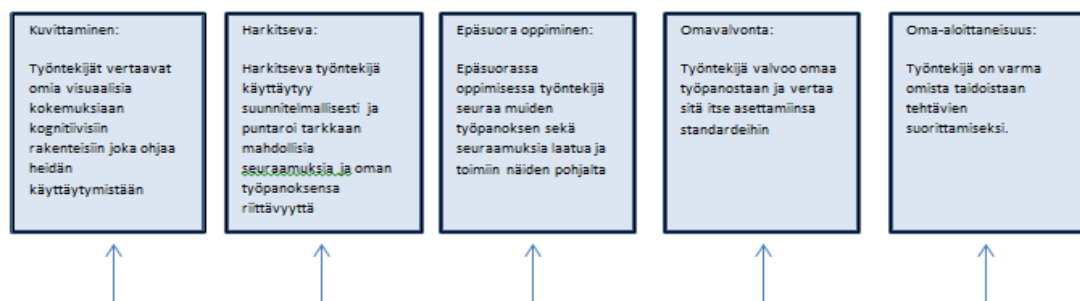 Kuvittaminen:
Työntekijät vertaavat
omia visuaalisia
kokemuksiaan
kognitiivisiin
rakenteisiin joka ohjaa
heidän
käyttäytymistään
Harkitseva:
Harkitseva työntekijä
käyttäytyy
suunnitelmallisesti ja
puntaroi tarkkaan
mahdollisia
seuraamuksia ja oman
työpanoksensa
riittävyyttä
Epäsuora oppiminen:
Epäsuorassa
oppimisessa työntekijä
seuraa muiden
työpanoksen sekä
seuraamuksia laatua ja
toimiin näiden pohjalta
Omavalvonta:
Työntekijä valvoo omaa
työpanostaan ja vertaa
sitä itse asettamiinsa
standardeihin
Oma-aloittaneisuus:
Työntekijä on varma
omista taidoistaan
tehtävien
suorittamiseksi.